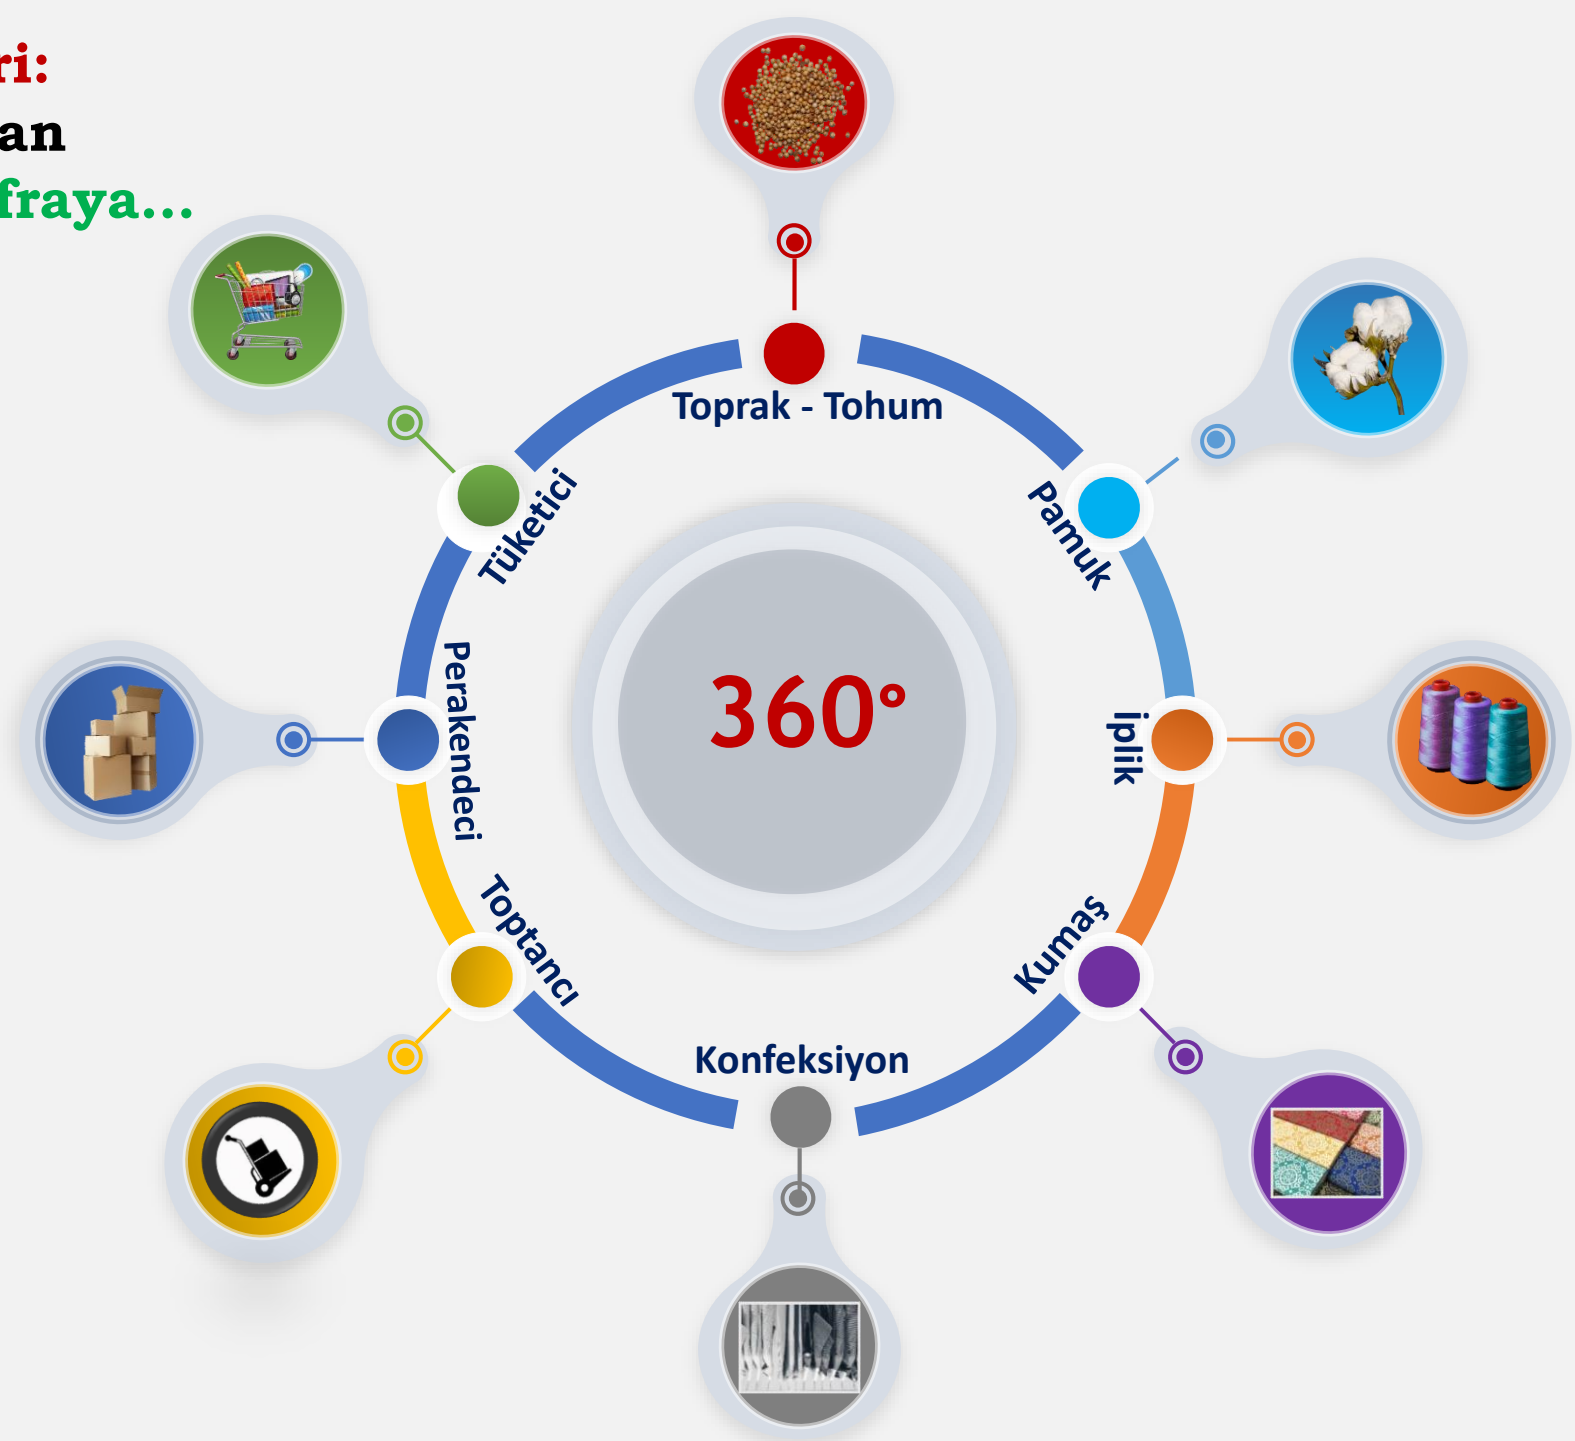 ri:
an
fraya...
Toprak - Tohum
Pamuk
İplik
Kumaş
Konfeksiyon
Toptancı
Perakendeci
Tüketici
360°